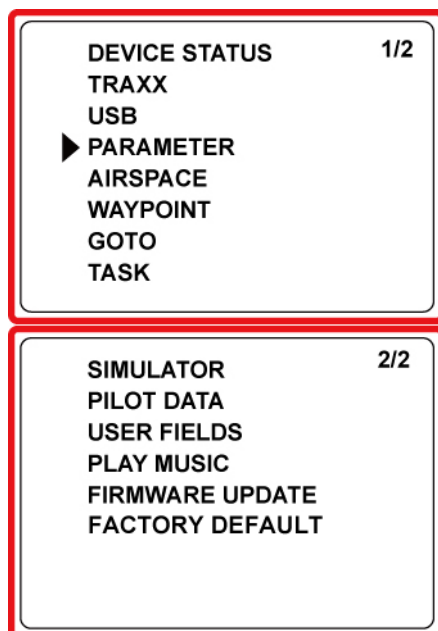 DEVICE STATUS 1/2
TRAXX
USB
PARAMETER
AIRSPACE
WAYPOINT
GOTO
TASK
SIMULATOR 2/2
PILOT DATA
USER FIELDS
PLAY MUSIC
FIRMWARE UPDATE
FACTORY DEFAULT